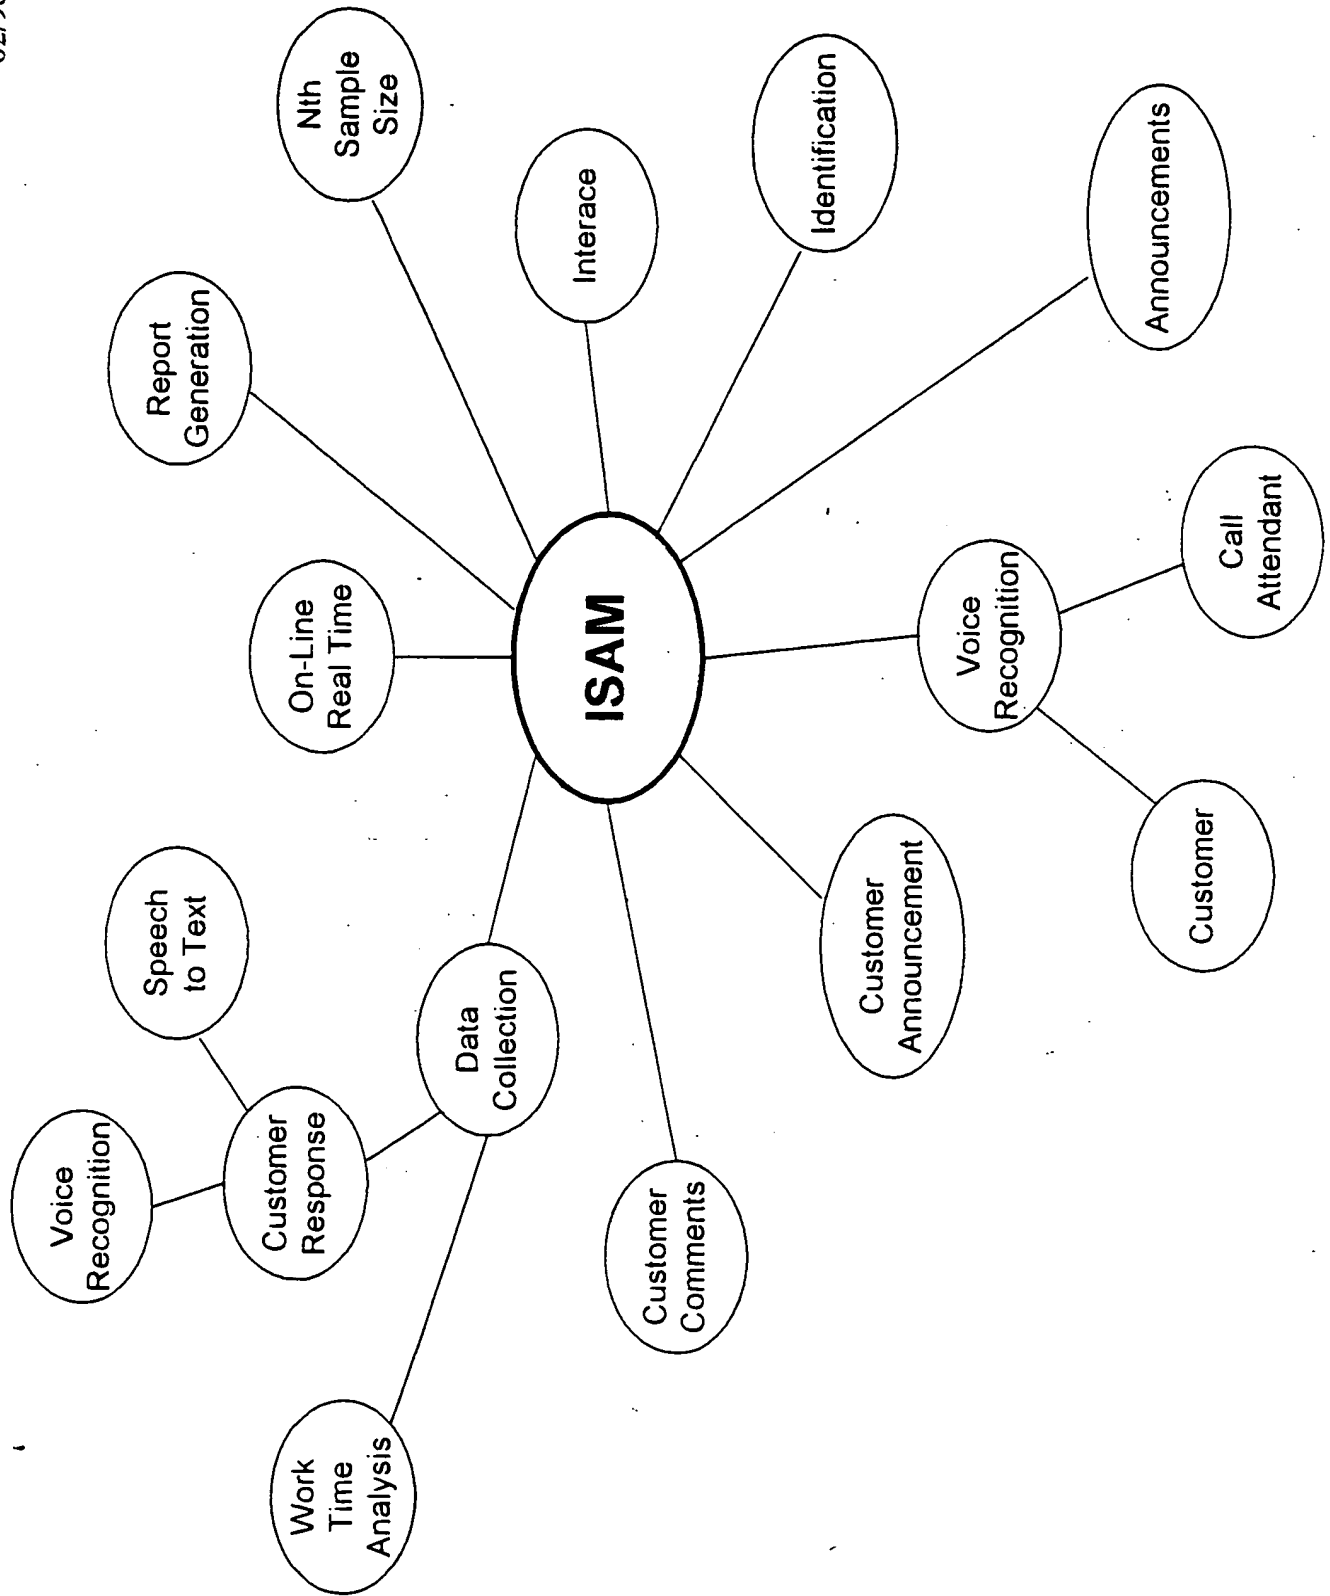 Voice
Recognition
Speech
to Text
Report
Generation
Customer
Response
On-Line
Real Time
Work
Time
Analysis
Nth
Sample
Size
Data
Collection
Interace
ISAM
Customer
Comments
Identification
Customer
Announcement
Voice
Recognition
Announcements
Customer
Call
Attendant